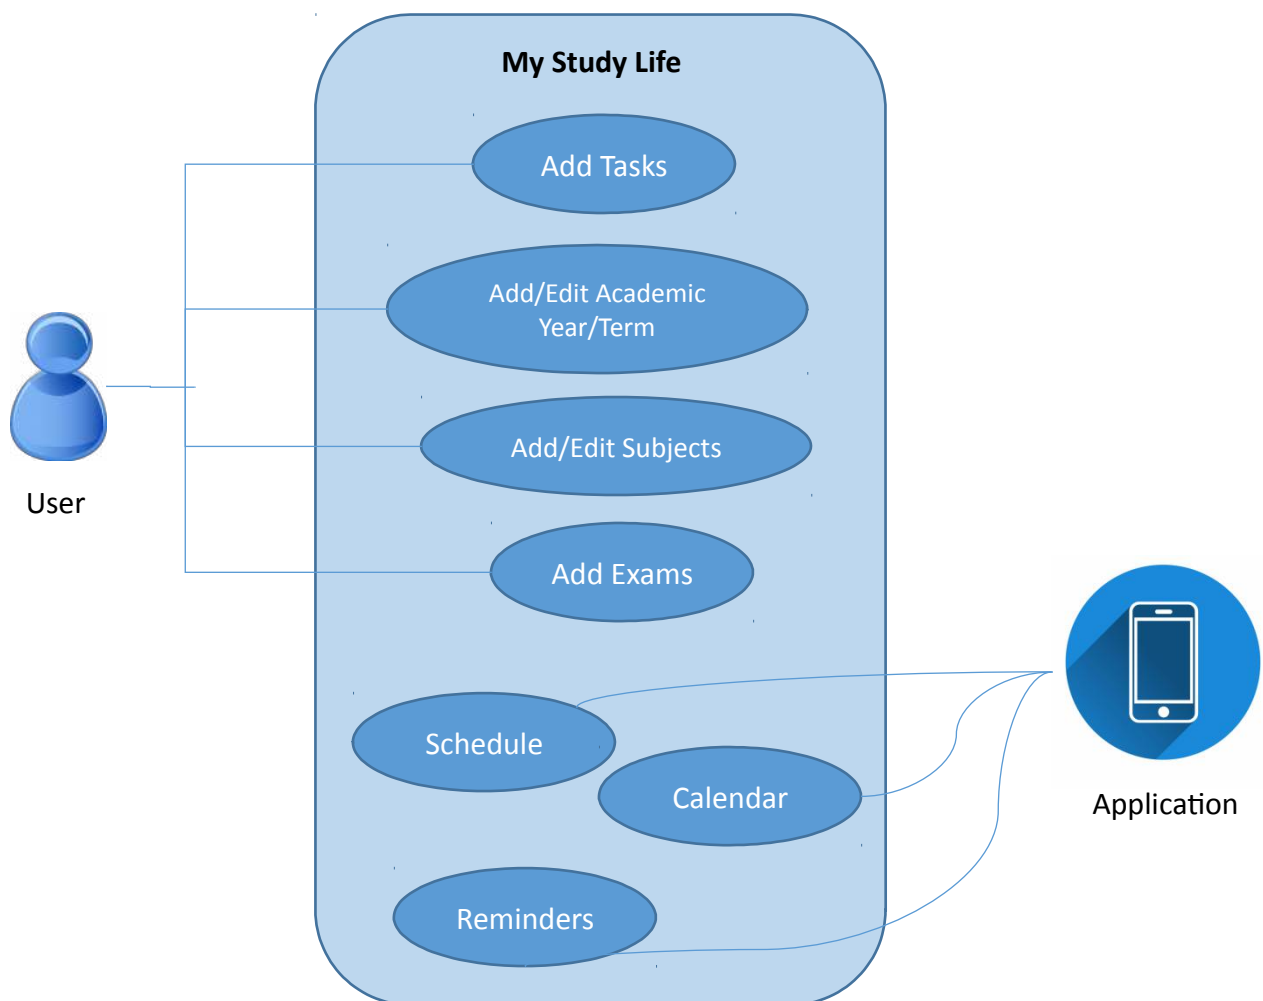 My Study Life
Add Tasks
Add/Edit Academic
Year/Term
Add/Edit Subjects
User
Add Exams
Schedule
Calendar
Application
Reminders